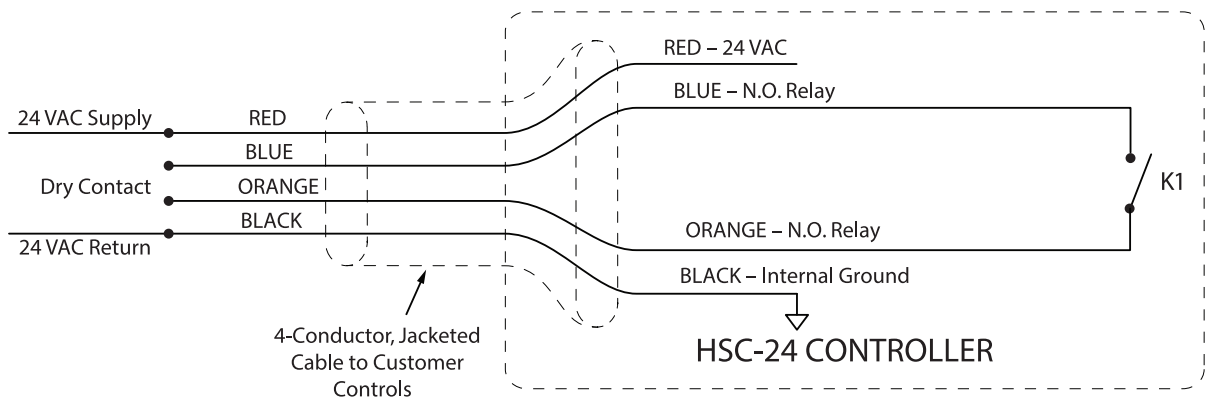 RED – 24 VAC
BLUE – N.O. Relay
24 VAC Supply
RED
BLUE
Dry Contact
ORANGE
BLACK
24 VAC Return
K1
ORANGE – N.O. Relay
BLACK – Internal Ground
HSC-24 CONTROLLER
4-Conductor, Jacketed
Cable to Customer
Controls